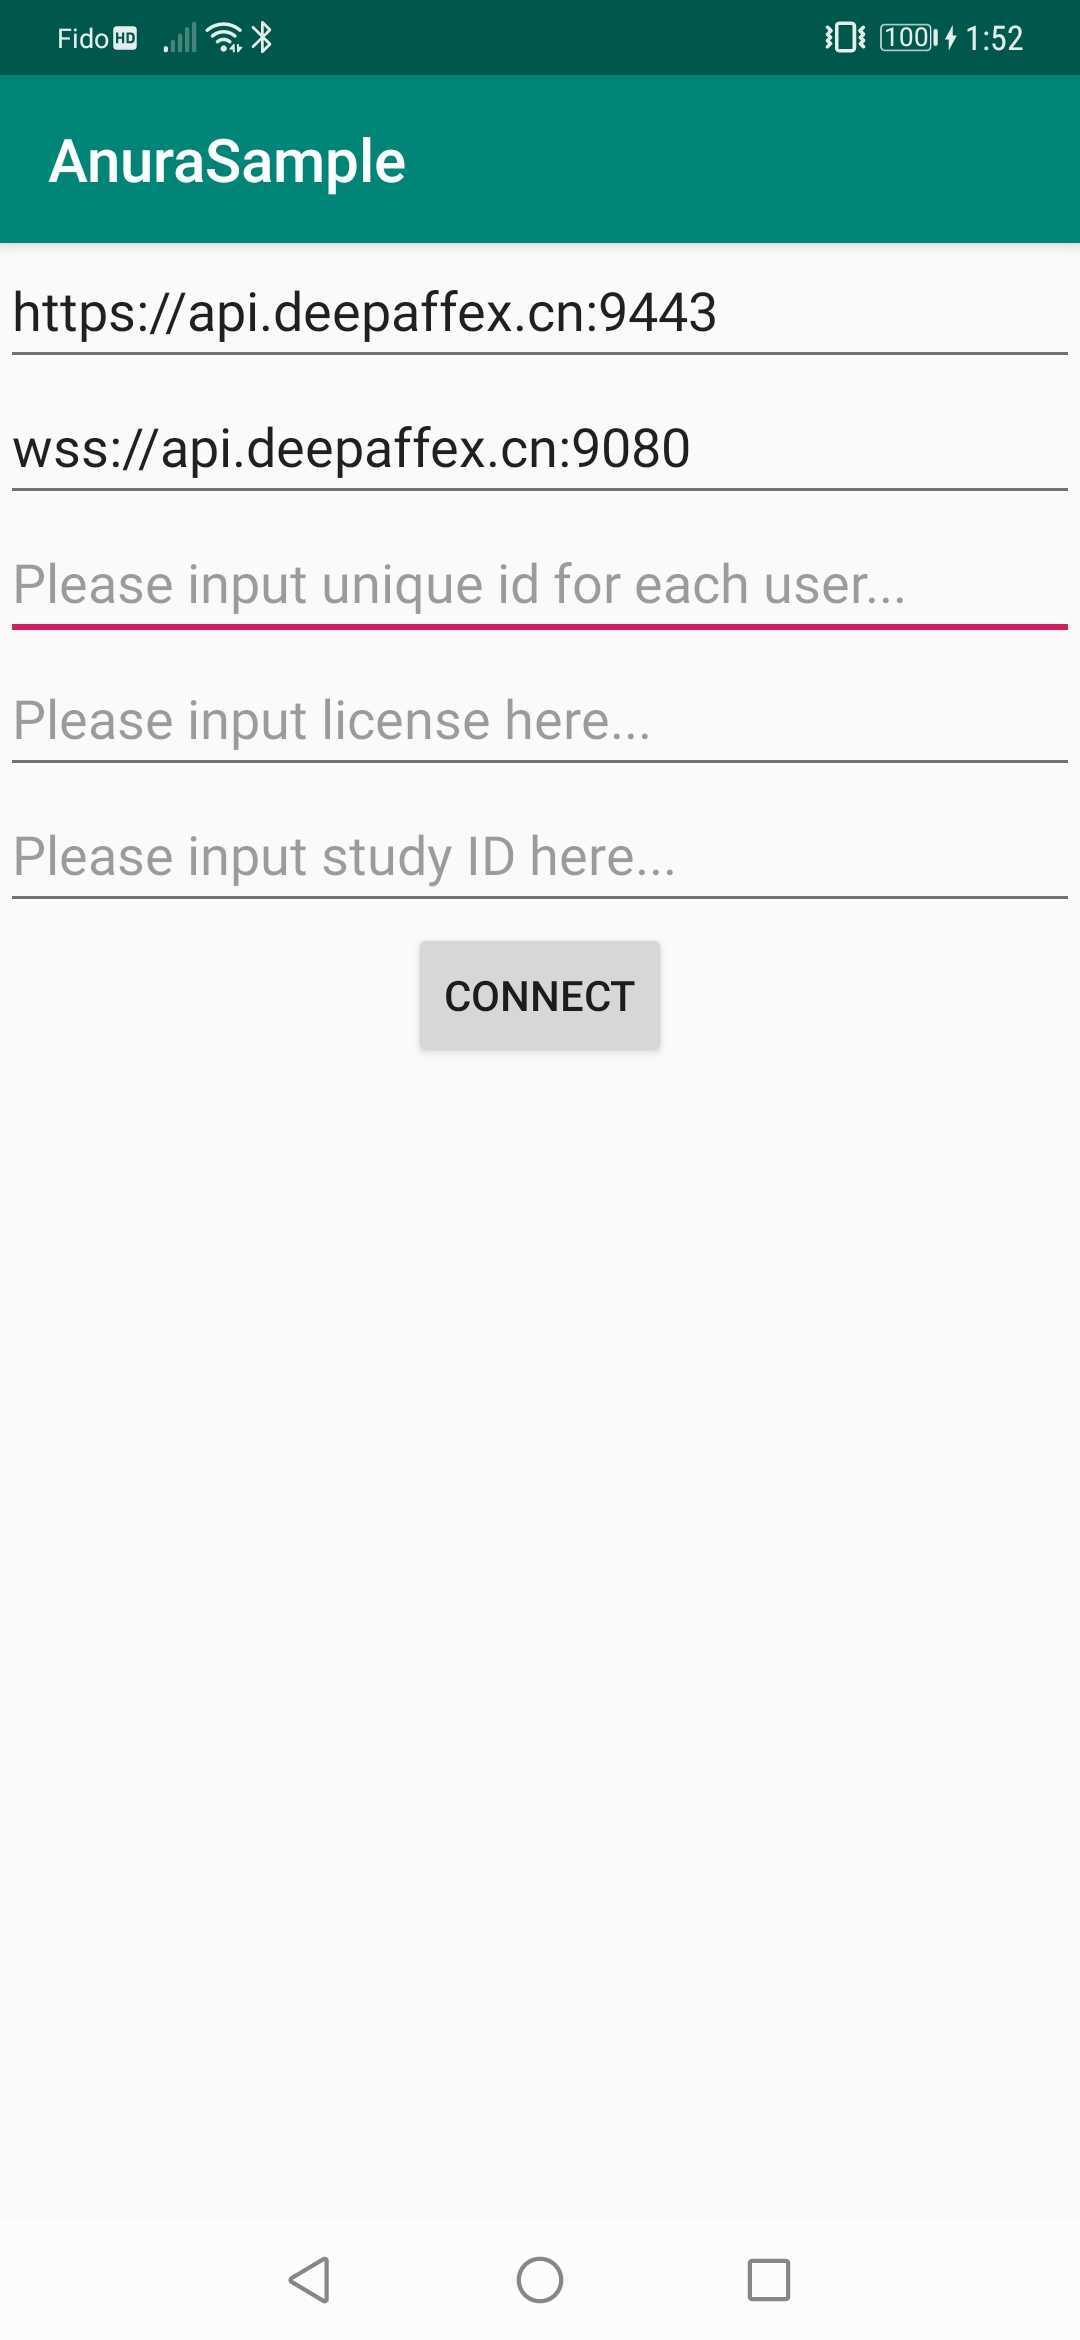 Fido HD 100 1:52
AnuraSample
https://api.deepaffex.cn:9443
wss://api.deepaffex.cn:9080
Please input unique id for each user...
Please input license here...
Please input study ID here...
CONNECT